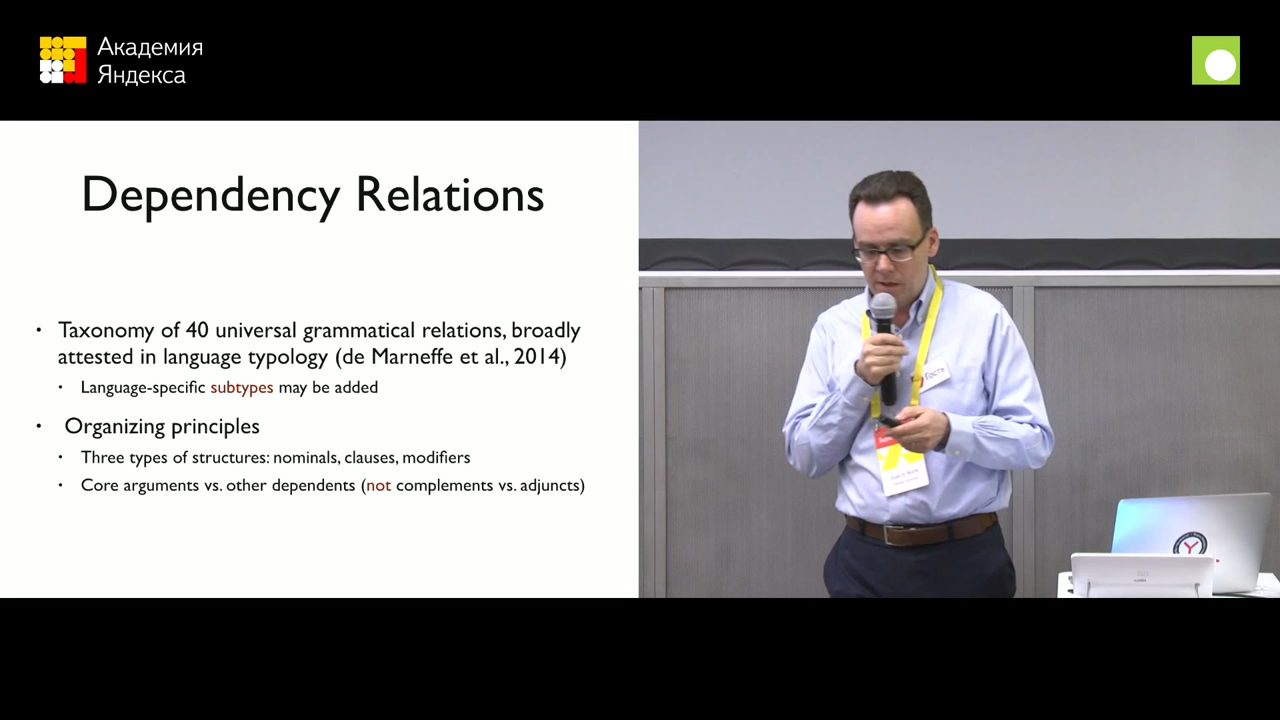 Академия
Яндекса
Dependency Relations
• Taxonomy of 40 universal grammatical relations, broadly
attested in language typology (de Marneffe et al., 2014)
• Language-specific subtypes may be added
• Organizing principles
• Three types of structures: nominals, clauses, modifiers
• Core arguments vs. other dependents (not complements vs. adjuncts)
Гость